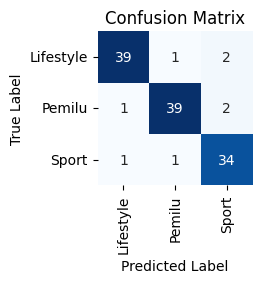 Confusion Matrix
True Label
Lifestyle 39 1 2
Pemilu 1 39 2
Sport 1 1 34
Lifestyle Pemilu Sport
Predicted Label